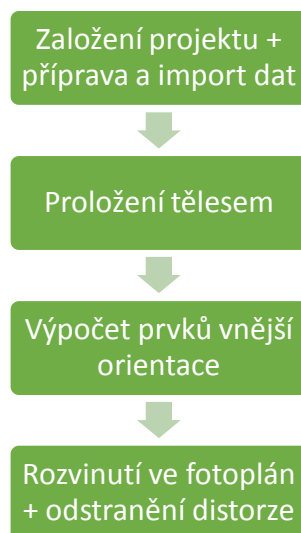 Založení projektu +
příprava a import dat
Proložení tělesem
Výpočet prvků vnější
orientace
Rozvinutí ve fotoplán
+ odstranění distorze